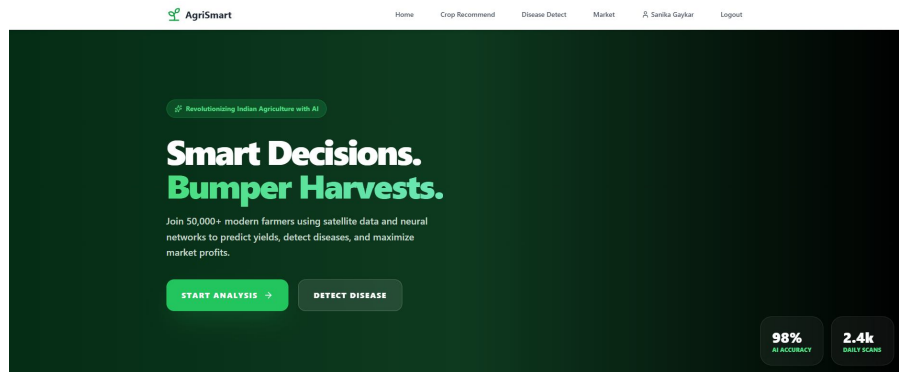 AgriSmart
Home
Crop Recommend
Disease Detect
Market
Sanika Gaykar
Logout
Revolutionizing Indian Agriculture with AI
Smart Decisions.
Bumper Harvests.
Join 50,000+ modern farmers using satellite data and neural
networks to predict yields, detect diseases, and maximize
market profits.
START ANALYSIS →
DETECT DISEASE
98%
AI ACCURACY
2.4k
DAILY SCANS